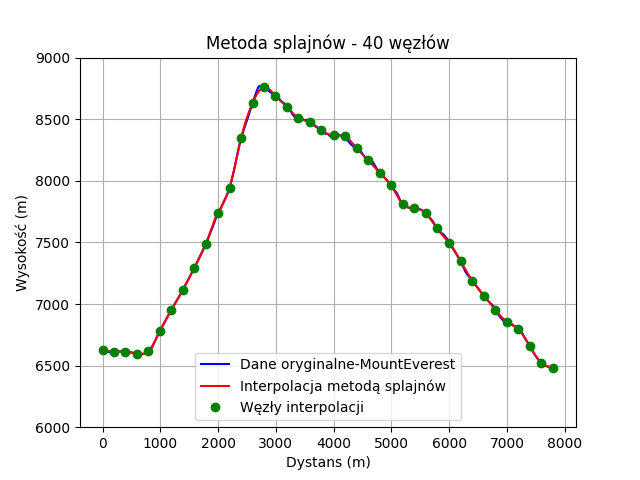 Metoda splajnów - 40 węzłów
9000
8500
8000
7500
7000
6500
6000
Wysokość (m)
Dane oryginalne-MountEverest
Interpolacja metodą splajnów
Węzły interpolacji
0 1000 2000 3000 4000 5000 6000 7000 8000
Dystans (m)